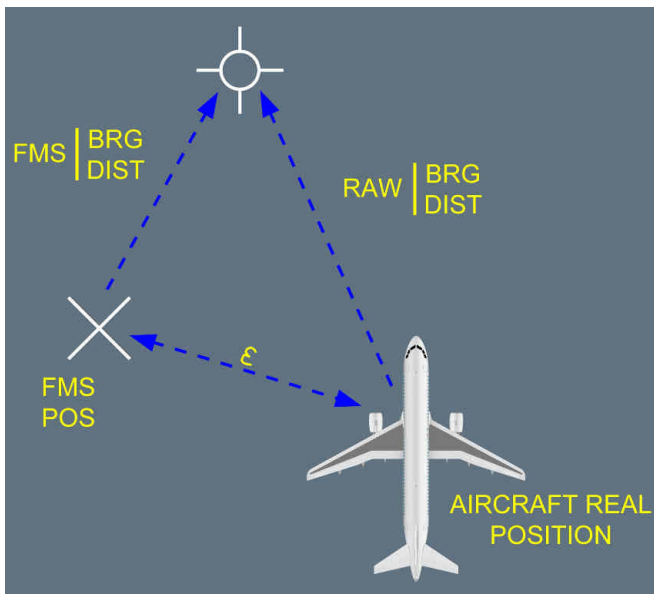 FMS BRG
DIST
RAW BRG
DIST
ε
FMS
POS
AIRCRAFT REAL
POSITION